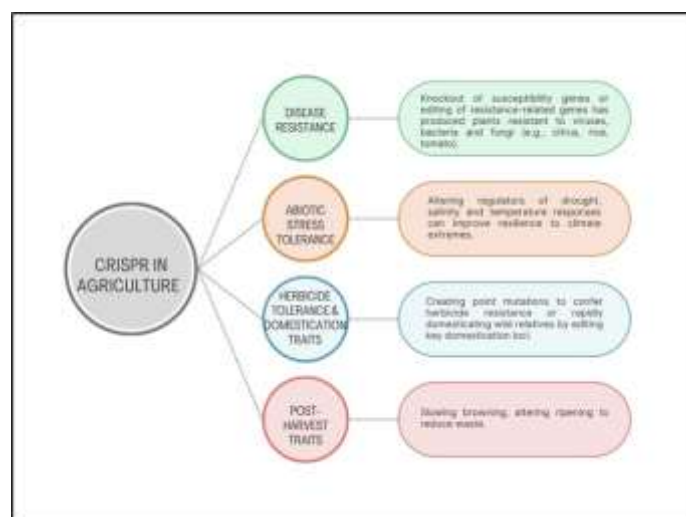 CRISPR IN
AGRICULTURE
DISEASE
RESISTANCE
Knockout of susceptibility genes or
editing of resistance-related genes has
produced plants resistant to viruses,
bacteria and fungi (e.g., citrus, rice,
tomato).
ABIOTIC
STRESS
TOLERANCE
Altering regulators of drought,
salinity and temperature responses
can improve resilience to climate
extremes.
HERBICIDE
TOLERANCE &
DOMESTICATION
TRAITS
Creating point mutations to confer
herbicide resistance or rapidly
domesticating wild relatives by editing
key domestication loci.
POST-
HARVEST
TRAITS
Slowing browning, altering ripening to
reduce waste.